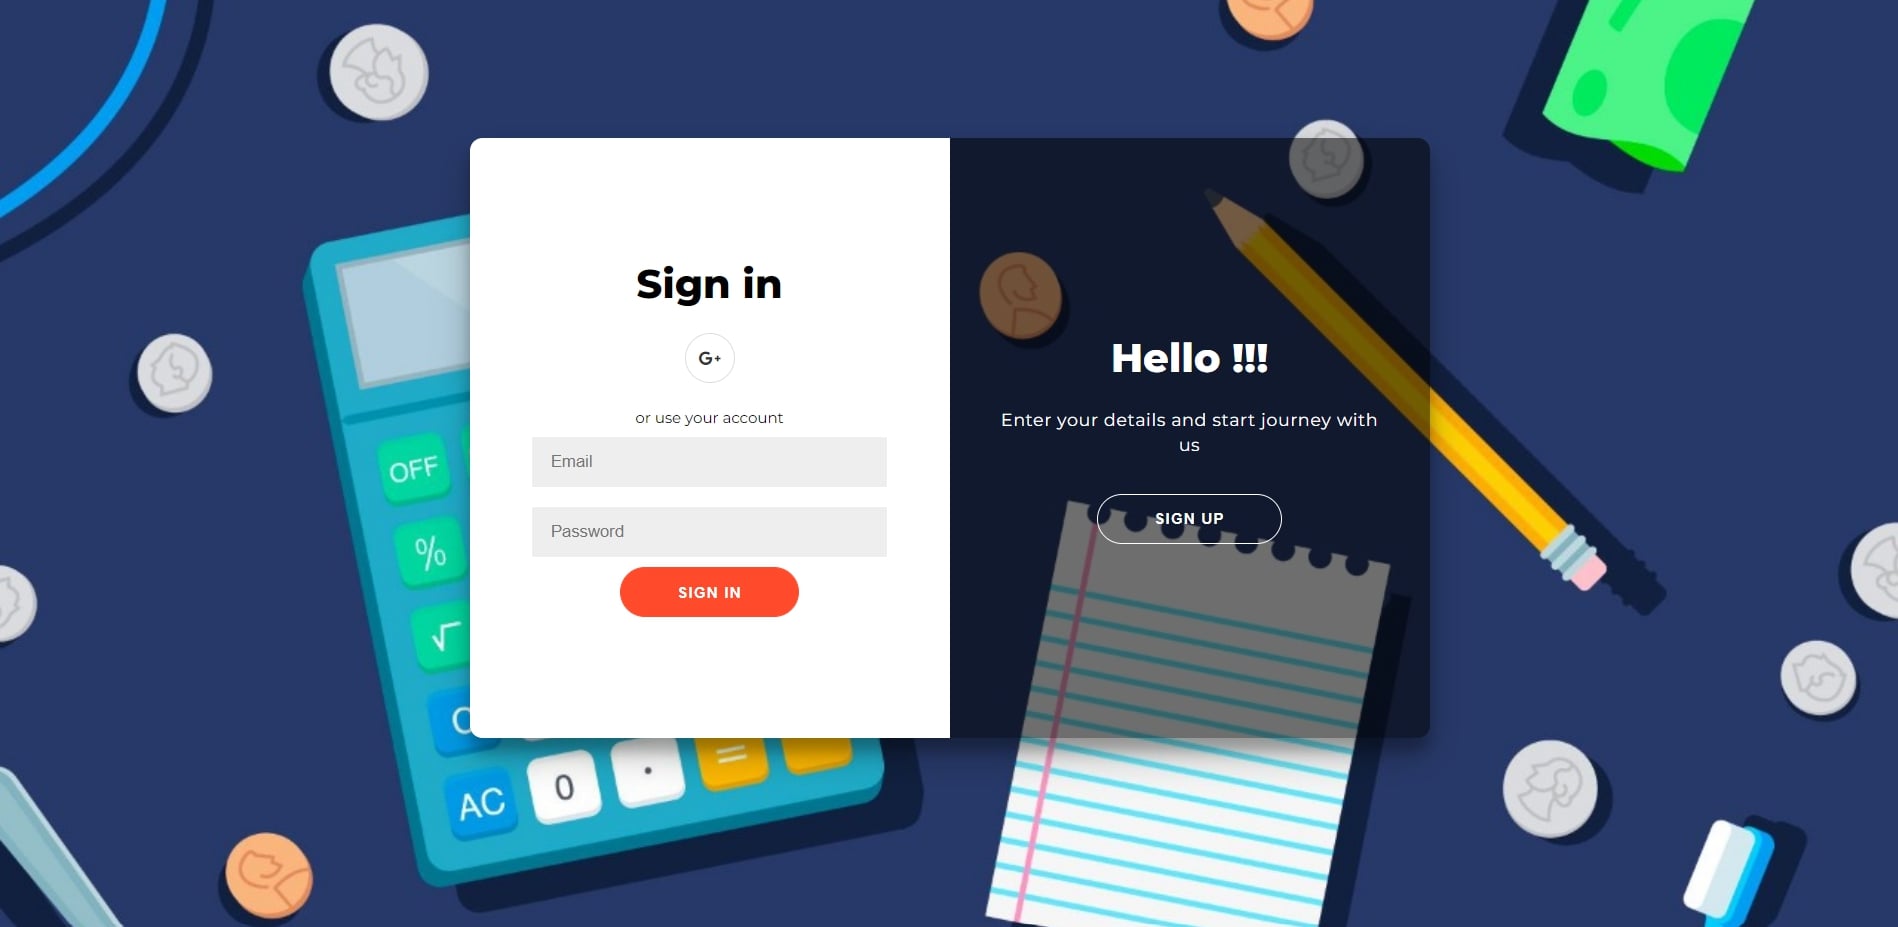 Sign in
G+
or use your account
Email
Password
SIGN IN
Hello !!!
Enter your details and start journey with
us
SIGN UP
OFF
%
√
C
AC
0
.
=